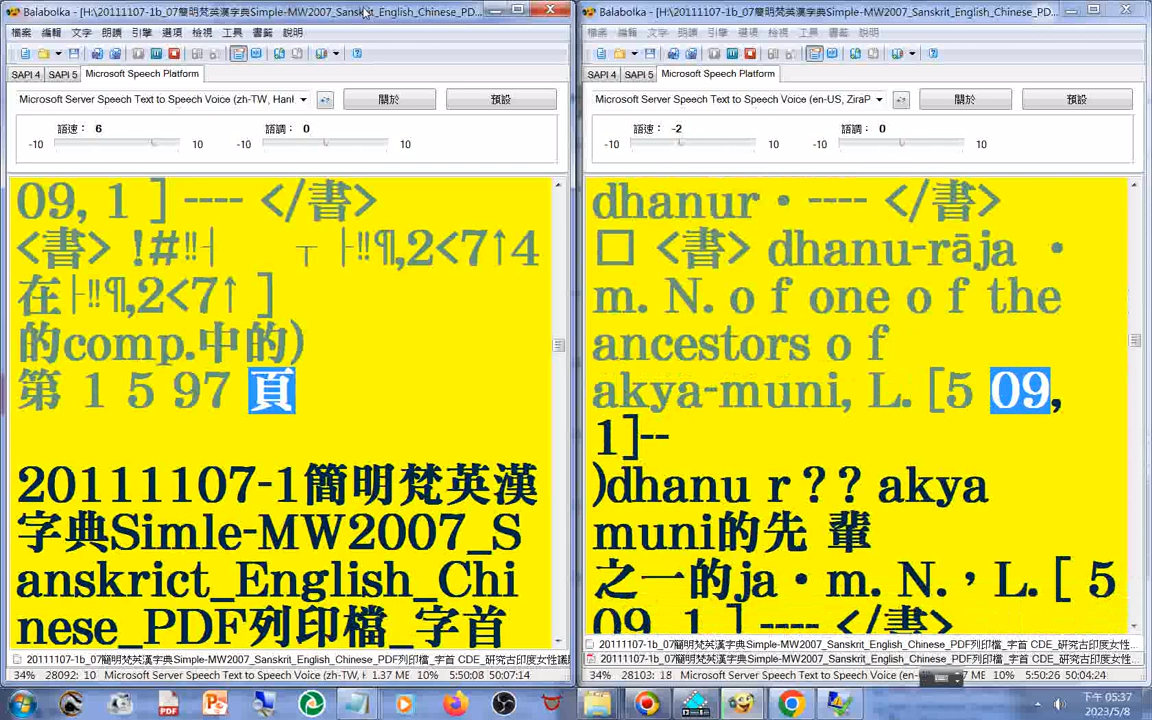 Balabolka - [H:\20111107-1b_07簡明梵英漢字典Simple-MW2007_Sanskrit_English_Chinese_PD...
檔案 編輯 文字 朗讀 引擎 選項 檢視 工具 書籤 說明
SAPI 4 SAPI 5 Microsoft Speech Platform
Microsoft Server Speech Text to Speech Voice (zh-TW, HanH 關於 預設
語速： 6 語調： 0
-10 10 -10 10
09, 1 ] ---- </書>
<書> !#‼┤ ┬ ├‼¶,2<7↑4
在├‼¶,2<7↑ ]
的comp.中的)
第 1 5 97 頁
20111107-1簡明梵英漢
字典Simle-MW2007_S
anskrict_English_Chi
nese_PDF列印檔_字首
20111107-1b_07簡明梵英漢字典Simple-MW2007_Sanskrit_English_Chinese_PDF列印檔_字首 CDE_研究古印度女性議
34% 28092: 10 Microsoft Server Speech Text to Speech Voice (zh-TW, H 1.37 MB 10% 5:50:08 05:07:14
Balabolka - [H:\20111107-1b_07簡明梵英漢字典Simple-MW2007_Sanskrit_English_Chinese_PD...
檔案 編輯 文字 朗讀 引擎 選項 檢視 工具 書籤 說明
SAPI 4 SAPI 5 Microsoft Speech Platform
Microsoft Server Speech Text to Speech Voice (en-US, ZiraP 關於 預設
語速： -2 語調： 0
-10 10 -10 10
dhanur • ---- </書>
□ <書> dhanu-rāja •
m. N. o f one o f the
ancestors o f
akya-muni, L. [5 09,
1]--
)dhanu r？？akya
muni的先 輩
之一的ja • m. N.，L. [ 5
09, 1 ] ---- </書>
20111107-1b_07簡明梵英漢字典Simple-MW2007_Sanskrit_English_Chinese_PDF列印檔_字首 CDE_研究古印度女性...
20111107-1b_07簡明梵英漢字典Simple-MW2007_Sanskrit_English_Chinese_PDF列印檔_字首 CDE_研究古印度女性...
34% 28103: 18 Microsoft Server Speech Text to Speech Voice 10% 5:50:26 05:04:24
下午 05:37
2023/5/8